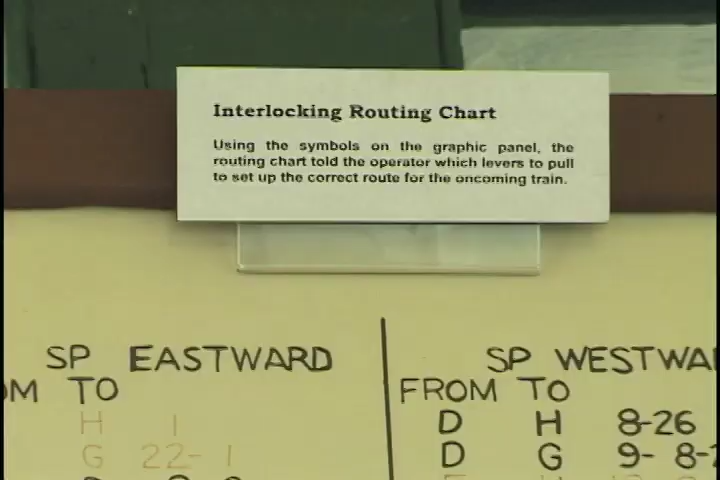 Interlocking Routing Chart
Using the symbols on the graphic panel, the
routing chart told the operator which levers to pull
to set up the correct route for the oncoming train.
SP EASTWARD
TO
H 1
G 22- 1
SP
FROM TO
D H 8-26
D G 9- 8-